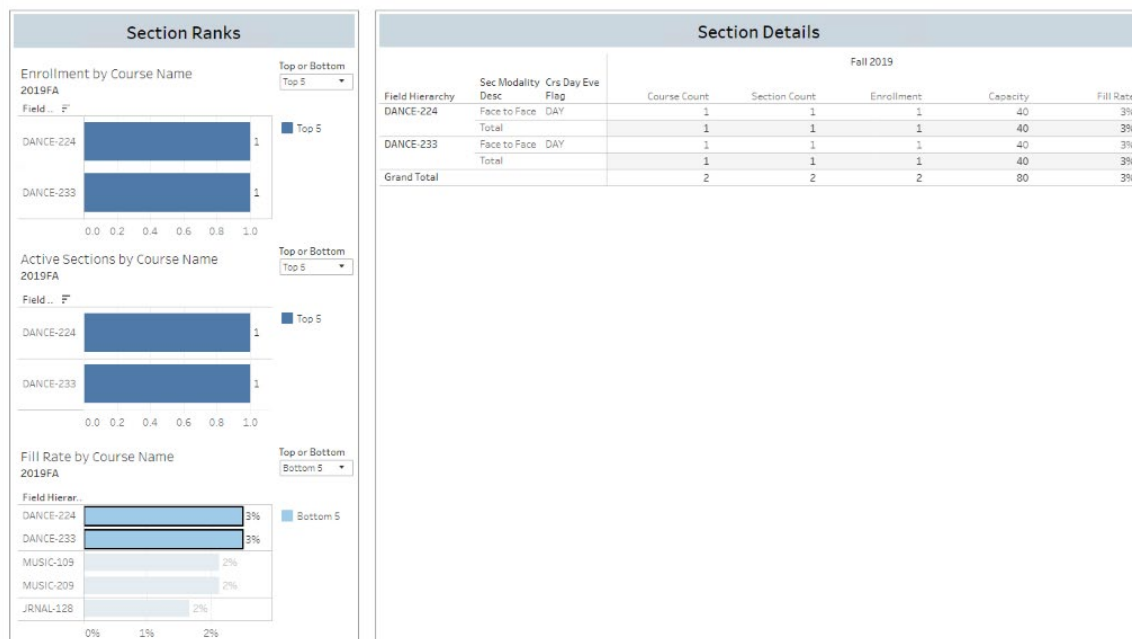 Section Ranks
Enrollment by Course Name
2019FA
Top or Bottom
Top 5
Field ..
DANCE-224 1
DANCE-233 1
0.0 0.2 0.4 0.6 0.8 1.0
Top 5
Active Sections by Course Name
2019FA
Top or Bottom
Top 5
Field ..
DANCE-224 1
DANCE-233 1
0.0 0.2 0.4 0.6 0.8 1.0
Top 5
Fill Rate by Course Name
2019FA
Top or Bottom
Bottom 5
Field Hierar..
DANCE-224 3%
DANCE-233 3%
MUSIC-109 2%
MUSIC-209 2%
JRNAL-128 2%
0% 1% 2%
Bottom 5
Section Details
Fall 2019
Field Hierarchy Sec Modality Desc Crs Day Eve Flag Course Count Section Count Enrollment Capacity Fill Rate
DANCE-224 Face to Face DAY 1 1 1 40 3%
Total 1 1 1 40 3%
DANCE-233 Face to Face DAY 1 1 1 40 3%
Total 1 1 1 40 3%
Grand Total 2 2 2 80 3%